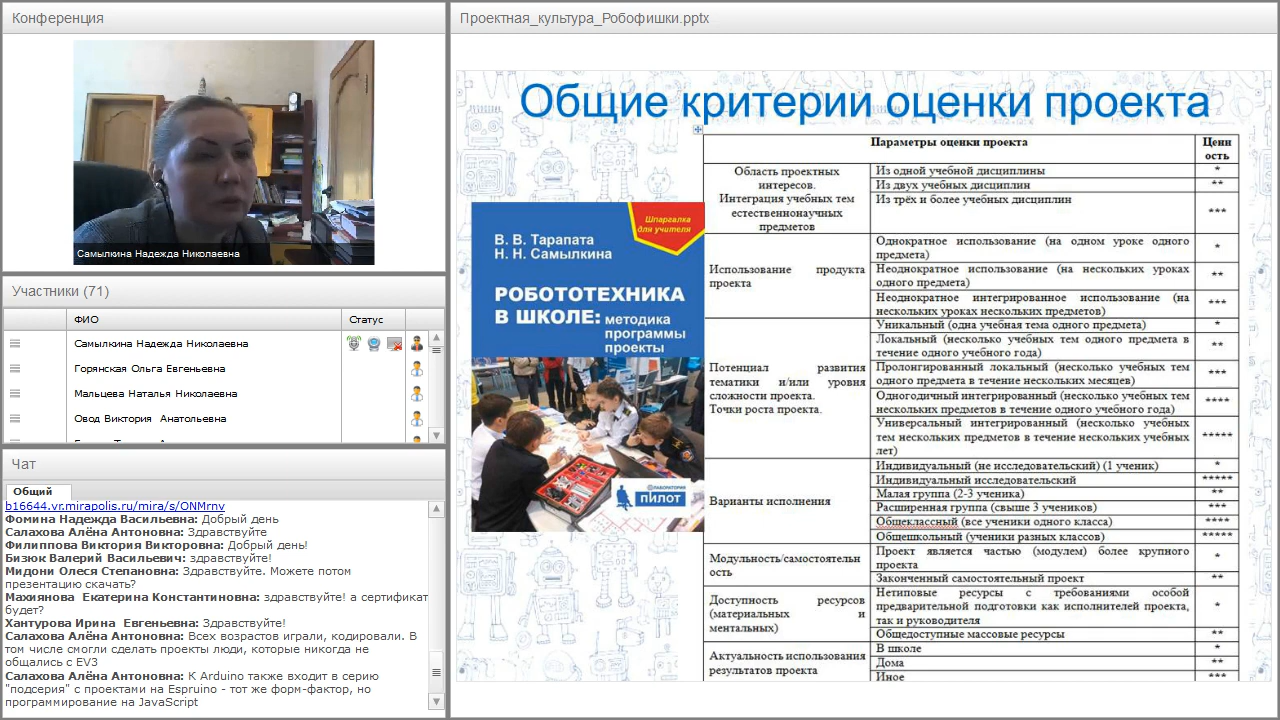 Конференция
Самылкина Надежда Николаевна
Участники (71)
ФИО
Статус
Самылкина Надежда Николаевна
Горянская Ольга Евгеньевна
Мальцева Наталья Николаевна
Овод Виктория Анатольевна
Чат
Общий
b16644.vr.mirapolis.ru/mira/s/ONMrnv
Фомина Надежда Васильевна: Добрый день
Салахова Алёна Антоновна: Здравствуйте
Филиппова Виктория Викторовна: Добрый день!
Бизюк Валерий Васильевич: здравствуйте!
Мидони Олеся Степановна: Здравствуйте. Можете потом
презентацию скачать?
Махиянова Екатерина Константиновна: здравствуйте! а сертификат
будет?
Хантурова Ирина Евгеньевна: Здравствуйте!
Салахова Алёна Антоновна: Всех возрастов играли, кодировали. В
том числе смогли сделать проекты люди, которые никогда не
общались с EV3
Салахова Алёна Антоновна: К Arduino также входит в серию
"подсерия" с проектами на Espruino - тот же форм-фактор, но
программирование на JavaScript
Проектная_культура_Робофишки.pptx
Общие критерии оценки проекта
Шпаргалка
для учителя
В. В. Тарапата
Н. Н. Самылкина
РОБОТОТЕХНИКА
В ШКОЛЕ: методика
программы
проекты
ЛАБОРАТОРИЯ
ПИЛОТ
Параметры оценки проекта
Ценн
ость
Область проектных
интересов.
Интеграция учебных тем
естественнонаучных
предметов
Из одной учебной дисциплины
*
Из двух учебных дисциплин
**
Из трёх и более учебных дисциплин
***
Использование продукта
проекта
Однократное использование (на одном уроке одного
предмета)
*
Неоднократное использование (на нескольких уроках
одного предмета)
**
Неоднократное интегрированное использование (на
нескольких уроках нескольких предметов)
***
Потенциал развития
тематики и/или уровня
сложности проекта.
Точки роста проекта.
Уникальный (одна учебная тема одного предмета)
*
Локальный (несколько учебных тем одного предмета в
течение одного учебного года)
**
Пролонгированный локальный (несколько учебных тем
одного предмета в течение нескольких месяцев)
***
Одногодичный интегрированный (несколько учебных тем
нескольких предметов в течение одного учебного года)
****
Универсальный интегрированный (несколько учебных
тем нескольких предметов в течение нескольких учебных
лет)
*****
Варианты исполнения
Индивидуальный (не исследовательский) (1 ученик)
*
Индивидуальный исследовательский
*****
Малая группа (2-3 ученика)
**
Расширенная группа (свыше 3 учеников)
***
Общеклассный (все ученики одного класса)
****
Общешкольный (ученики разных классов)
*****
Модульность/самостоятельн
ость
Проект является частью (модулем) более крупного
проекта
*
Законченный самостоятельный проект
**
Доступность ресурсов
(материальных и
ментальных)
Нетиповые ресурсы с требованиями особой
предварительной подготовки как исполнителей проекта,
так и руководителя
*
Общедоступные массовые ресурсы
**
Актуальность использования
результатов проекта
В школе
*
Дома
**
Иное
***